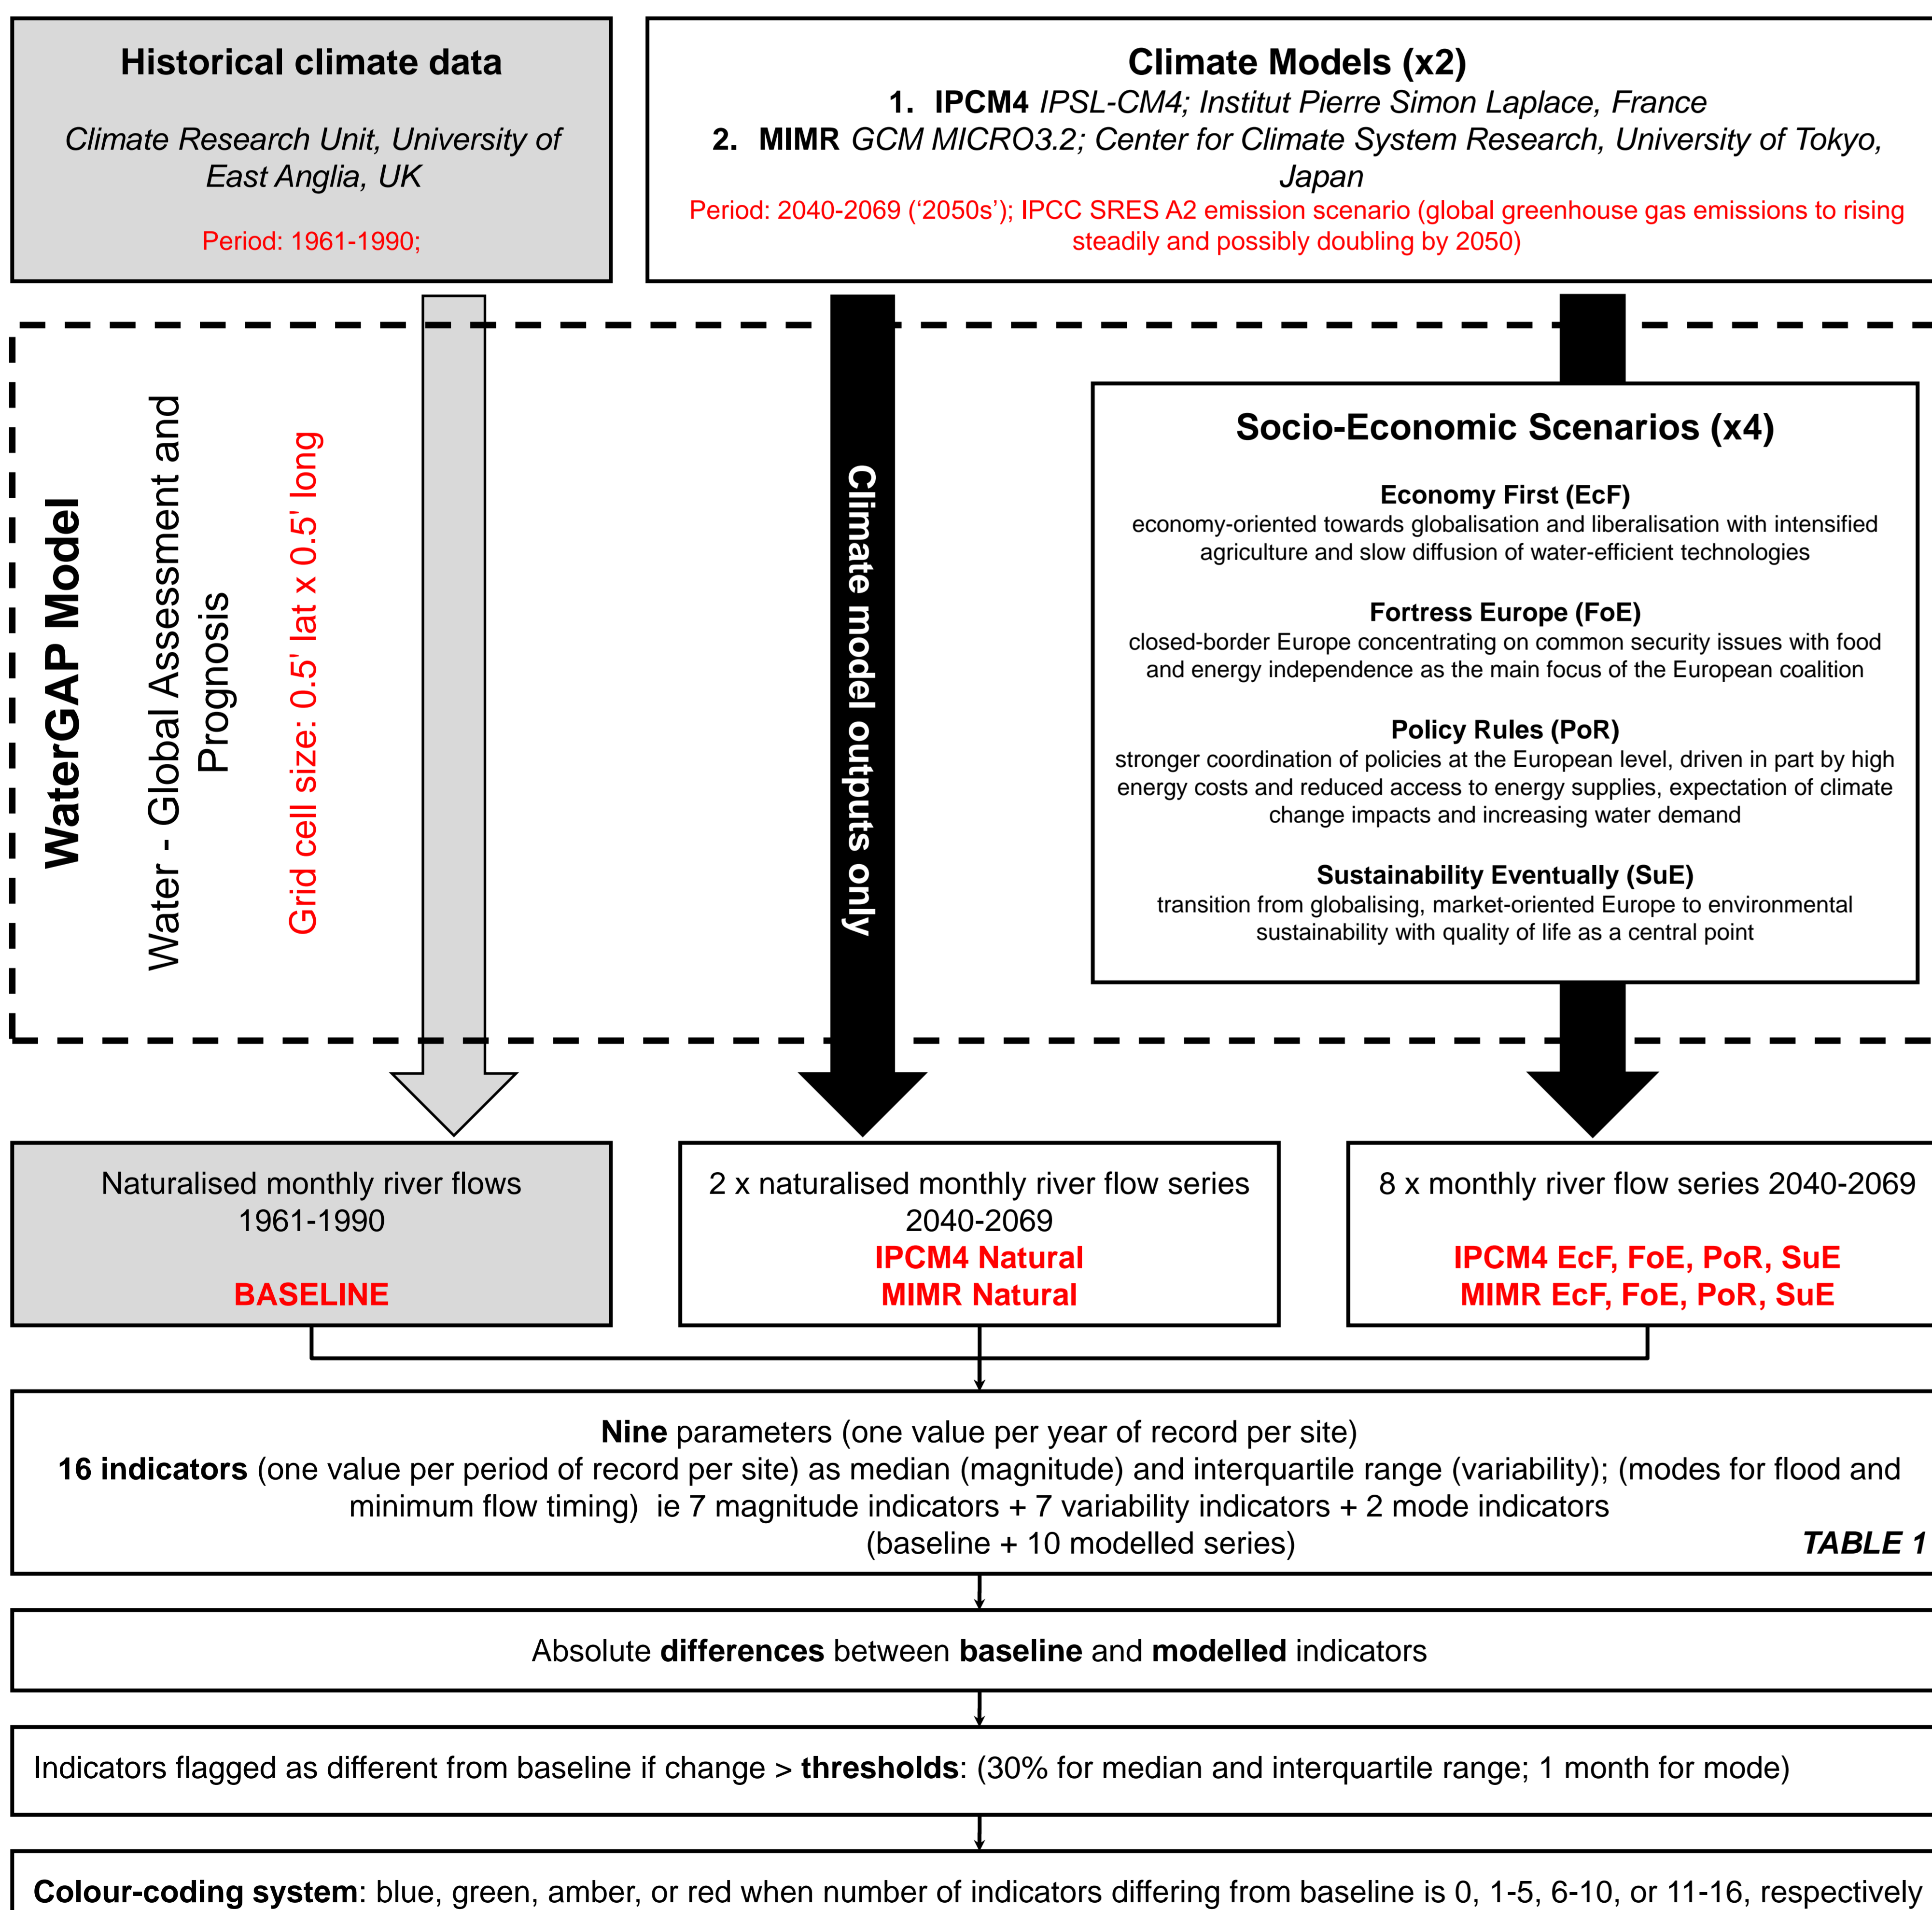 Historical climate data
Climate Research Unit, University of
East Anglia, UK
Period: 1961-1990;
Climate Models (x2)
1. IPCM4 IPSL-CM4; Institut Pierre Simon Laplace, France
2. MIMR GCM MICRO3.2; Center for Climate System Research, University of Tokyo,
Japan
Period: 2040-2069 (‘2050s’); IPCC SRES A2 emission scenario (global greenhouse gas emissions to rising
steadily and possibly doubling by 2050)
WaterGAP Model
Water - Global Assessment and
Prognosis
Grid cell size: 0.5' lat x 0.5' long
Climate model outputs only
Socio-Economic Scenarios (x4)
Economy First (EcF)
economy-oriented towards globalisation and liberalisation with intensified
agriculture and slow diffusion of water-efficient technologies
Fortress Europe (FoE)
closed-border Europe concentrating on common security issues with food
and energy independence as the main focus of the European coalition
Policy Rules (PoR)
stronger coordination of policies at the European level, driven in part by high
energy costs and reduced access to energy supplies, expectation of climate
change impacts and increasing water demand
Sustainability Eventually (SuE)
transition from globalising, market-oriented Europe to environmental
sustainability with quality of life as a central point
Naturalised monthly river flows
1961-1990
BASELINE
2 x naturalised monthly river flow series
2040-2069
IPCM4 Natural
MIMR Natural
8 x monthly river flow series 2040-2069
IPCM4 EcF, FoE, PoR, SuE
MIMR EcF, FoE, PoR, SuE
Nine parameters (one value per year of record per site)
16 indicators (one value per period of record per site) as median (magnitude) and interquartile range (variability); (modes for flood and
minimum flow timing) ie 7 magnitude indicators + 7 variability indicators + 2 mode indicators
(baseline + 10 modelled series)
TABLE 1
Absolute differences between baseline and modelled indicators
Indicators flagged as different from baseline if change > thresholds: (30% for median and interquartile range; 1 month for mode)
Colour-coding system: blue, green, amber, or red when number of indicators differing from baseline is 0, 1-5, 6-10, or 11-16, respectively